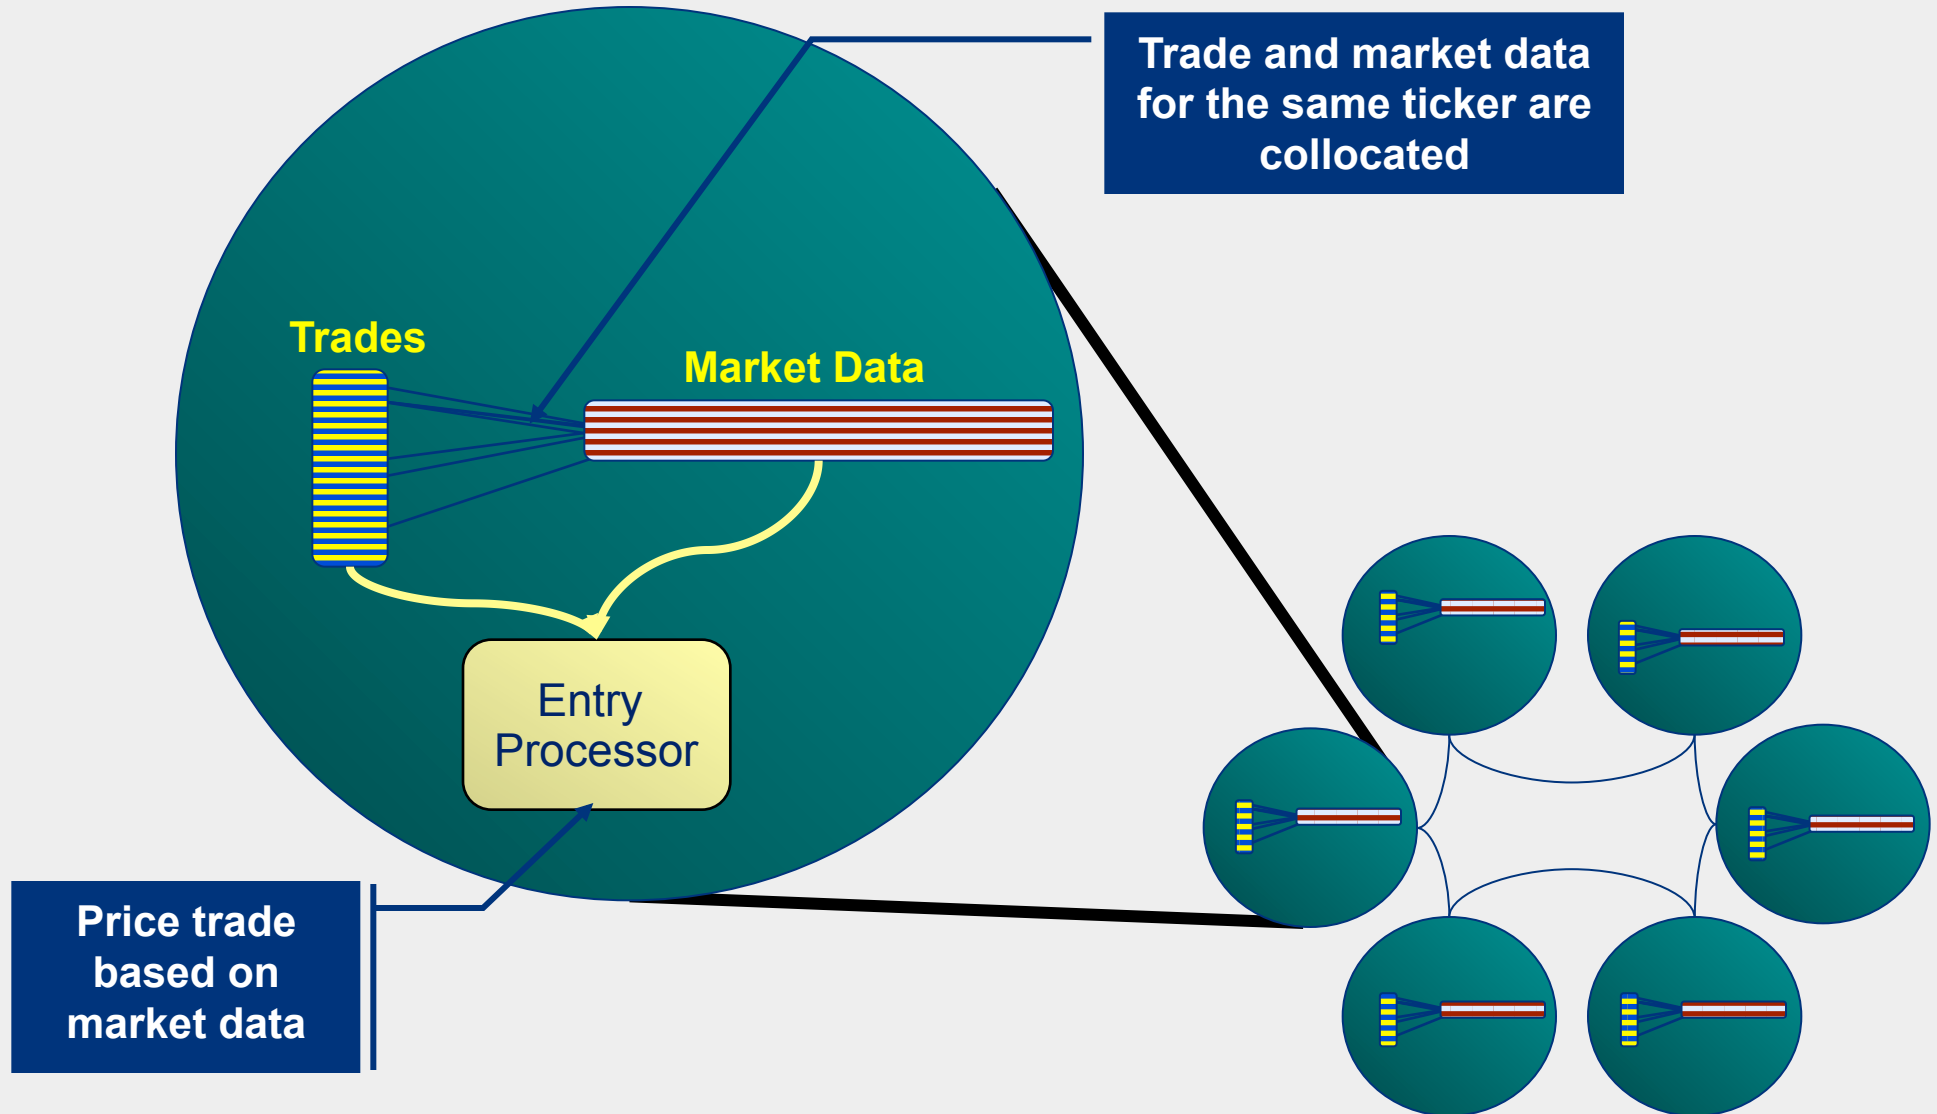 Trade and market data
for the same ticker are
collocated
Trades
Market Data
Entry
Processor
Price trade
based on
market data